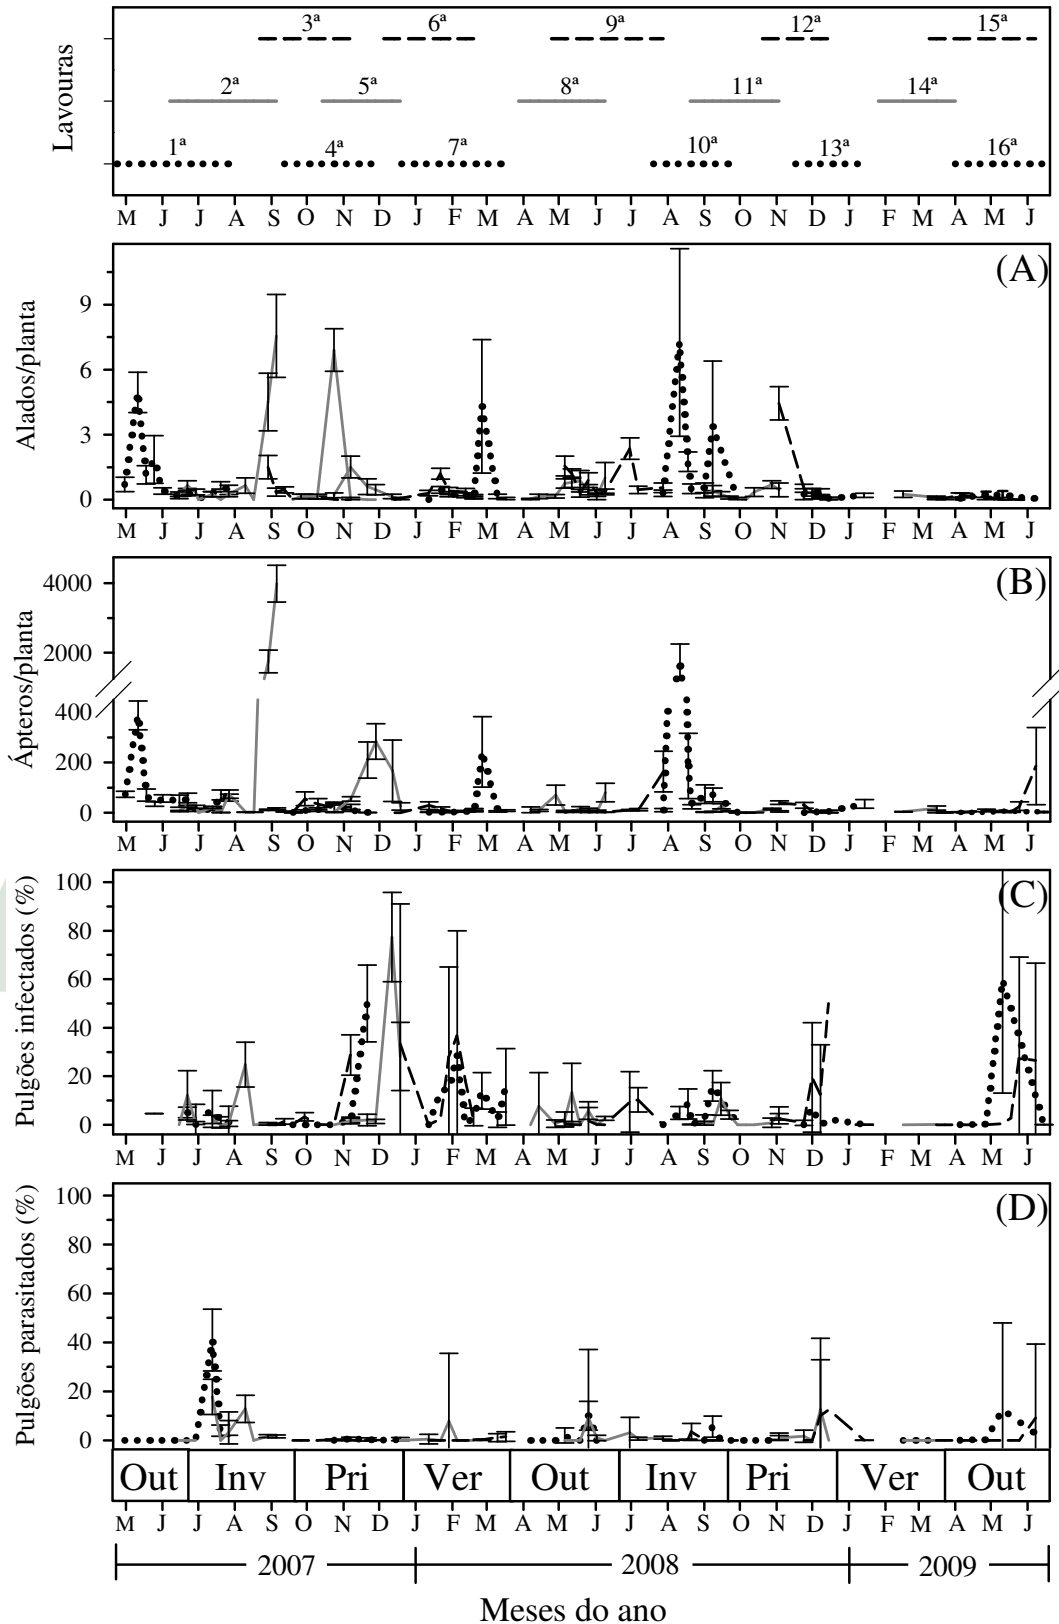 3ª 6ª 9ª 12ª 15ª
2ª 5ª 8ª 11ª 14ª
1ª 4ª 7ª 10ª 13ª 16ª
Lavouras
M J J A S O N D J F M A M J J A S O N D J F M A M J
(A)
Alados/planta
9
6
3
0
M J J A S O N D J F M A M J J A S O N D J F M A M J
(B)
Ápteros/planta
4000
2000
400
200
0
M J J A S O N D J F M A M J J A S O N D J F M A M J
(C)
Pulgões infectados (%)
100
80
60
40
20
0
M J J A S O N D J F M A M J J A S O N D J F M A M J
(D)
Pulgões parasitados (%)
100
80
60
40
20
0
Out Inv Pri Ver Out Inv Pri Ver Out
M J J A S O N D J F M A M J J A S O N D J F M A M J
2007 2008 2009
Meses do ano